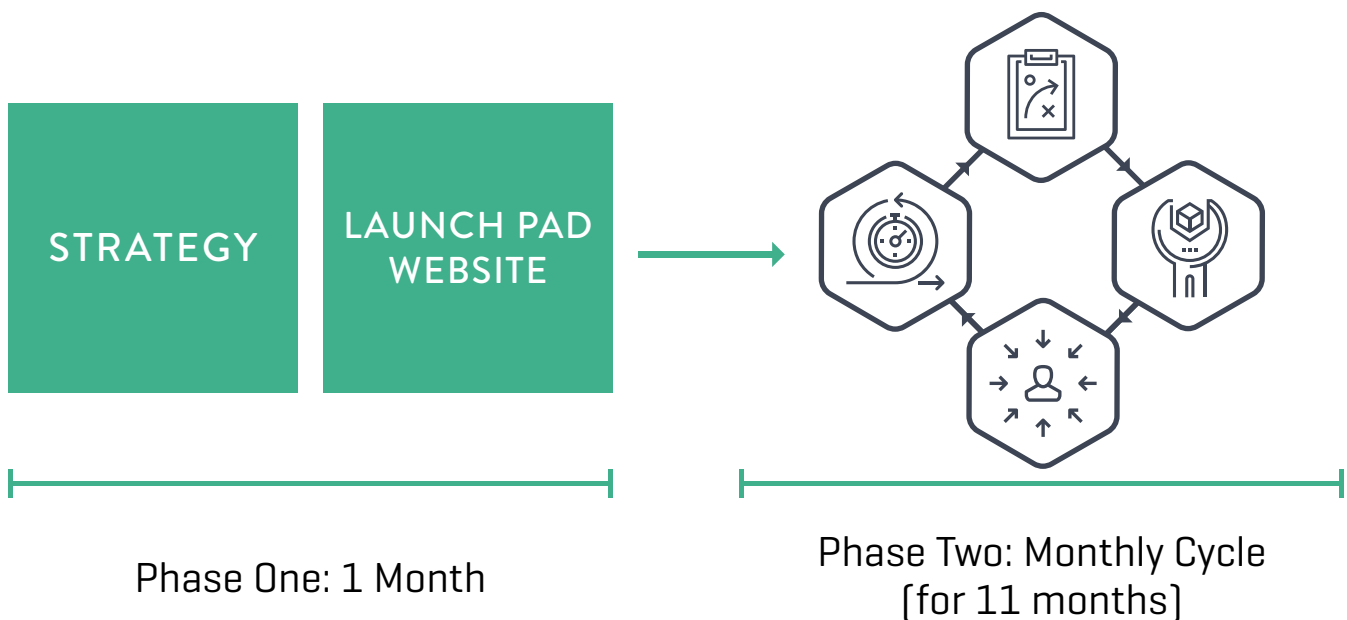 STRATEGY
LAUNCH PAD
WEBSITE
Phase One: 1 Month
Phase Two: Monthly Cycle
(for 11 months)